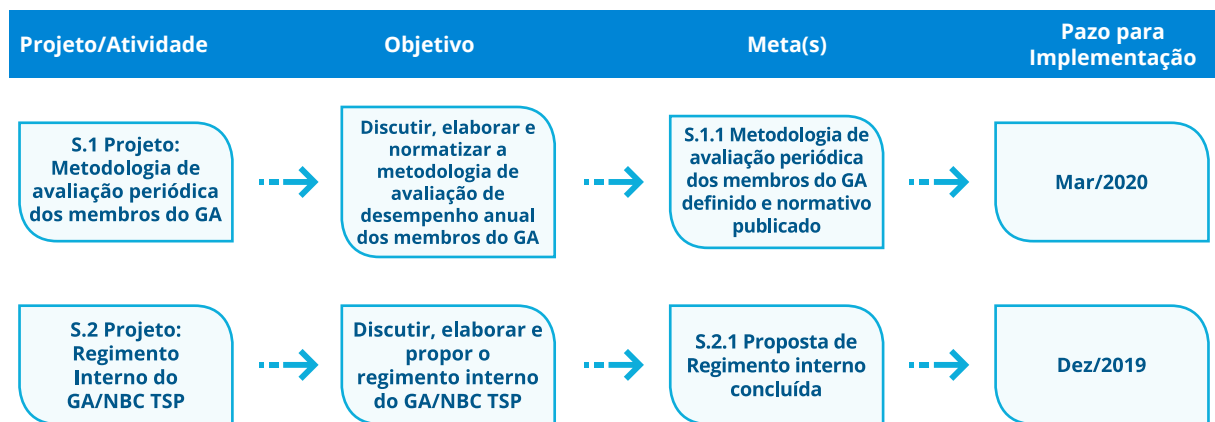 Projeto/Atividade
Objetivo
Meta(s)
Pazo para
Implementação
S.1 Projeto:
Metodologia de
avaliação periódica
dos membros do GA
Discutir, elaborar e
normatizar a
metodologia de
avaliação de
desempenho anual
dos membros do GA
S.1.1 Metodologia de
avaliação periódica
dos membros do GA
definido e normativo
publicado
Mar/2020
S.2 Projeto:
Regimento
Interno do
GA/NBC TSP
Discutir, elaborar e
propor o
regimento interno
do GA/NBC TSP
S.2.1 Proposta de
Regimento interno
concluída
Dez/2019